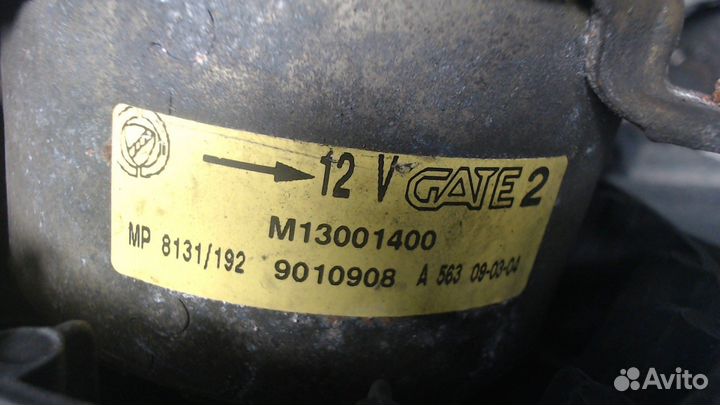 12 V GATE 2
M13001400
MP 8131/192 9010908 A 563 09-03-04
Avito